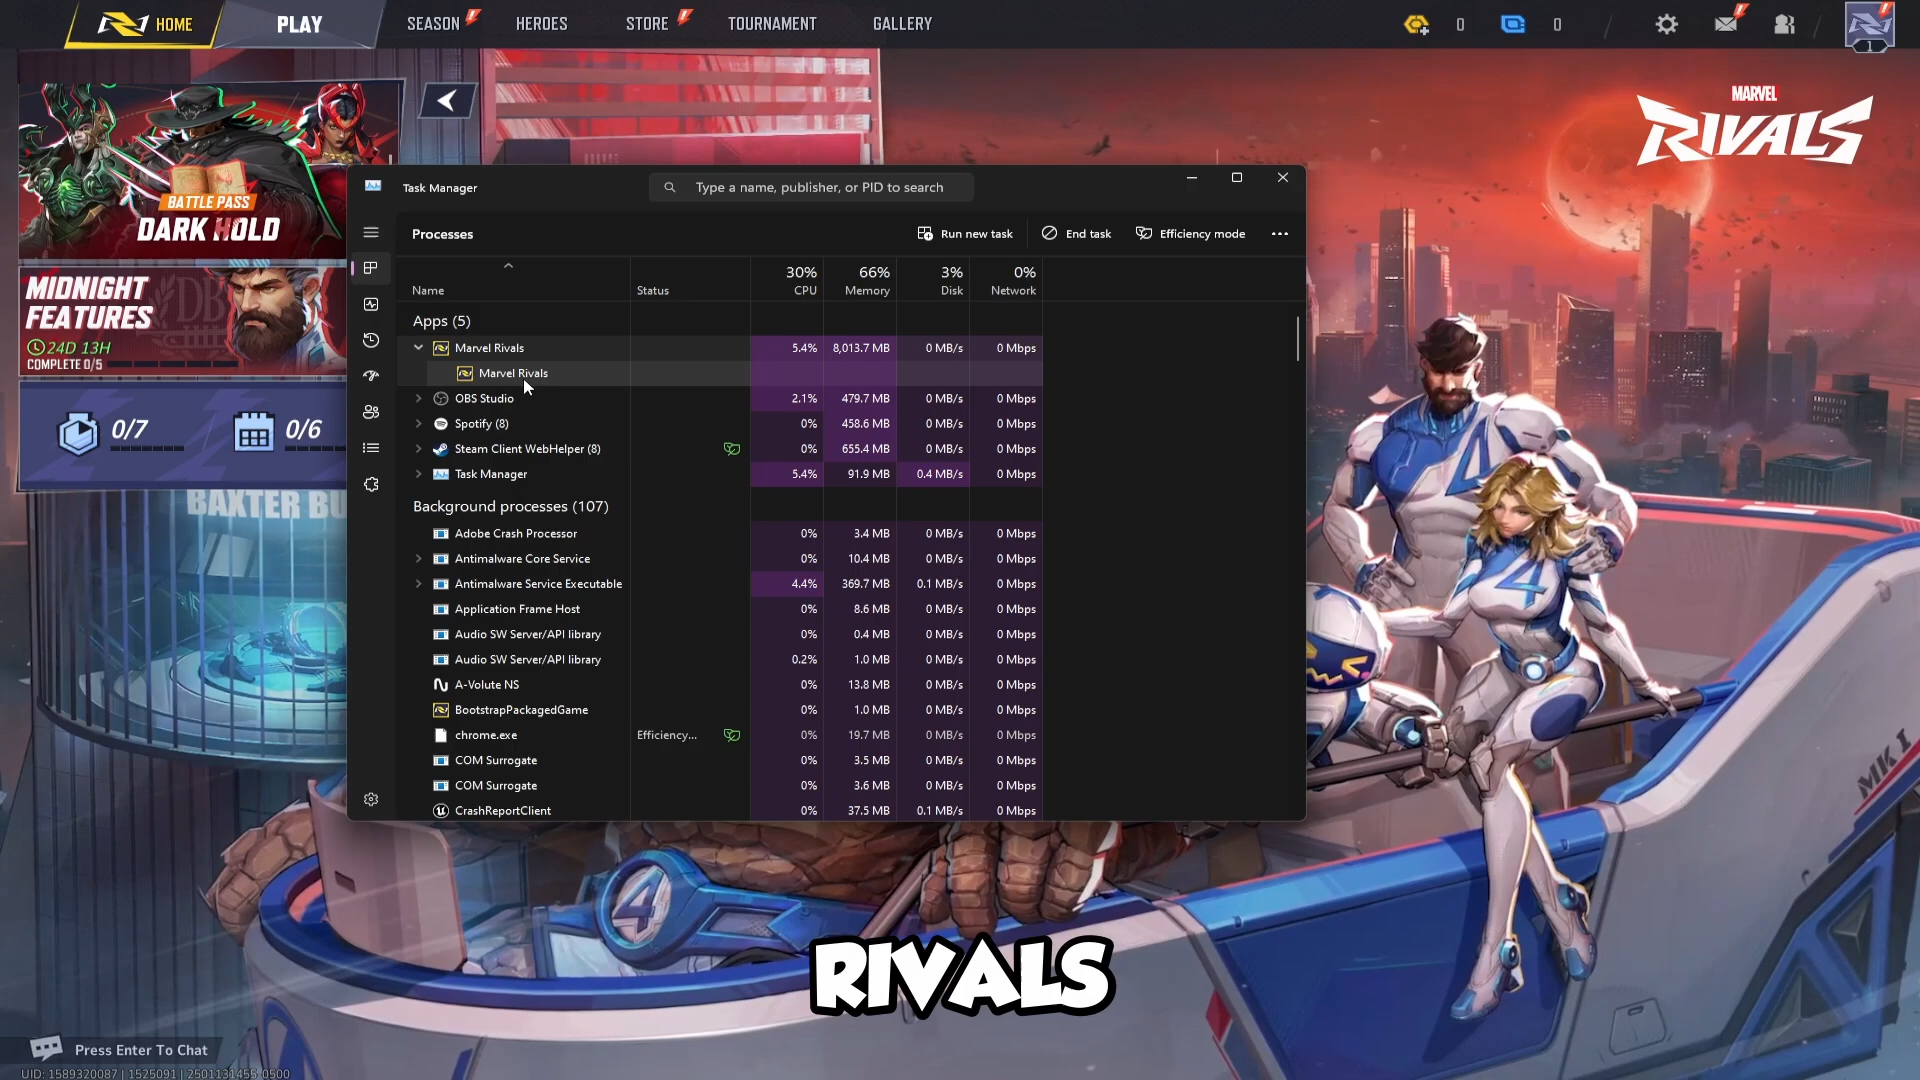 HOME
PLAY
SEASON
HEROES
STORE
TOURNAMENT
GALLERY
0
0
1
MARVEL
RIVALS
BATTLE PASS
DARK HOLD
MIDNIGHT
FEATURES
24D 13H
COMPLETE 0/5
0/7
0/6
BAXTER BU
Task Manager
Type a name, publisher, or PID to search
Processes
Run new task
End task
Efficiency mode
Name
Status
30% CPU
66% Memory
3% Disk
0% Network
Apps (5)
Marvel Rivals 5.4% 8,013.7 MB 0 MB/s 0 Mbps
Marvel Rivals
OBS Studio 2.1% 479.7 MB 0 MB/s 0 Mbps
Spotify (8) 0% 458.6 MB 0 MB/s 0 Mbps
Steam Client WebHelper (8) 0% 655.4 MB 0 MB/s 0 Mbps
Task Manager 5.4% 91.9 MB 0.4 MB/s 0 Mbps
Background processes (107)
Adobe Crash Processor 0% 3.4 MB 0 MB/s 0 Mbps
Antimalware Core Service 0% 10.4 MB 0 MB/s 0 Mbps
Antimalware Service Executable 4.4% 369.7 MB 0.1 MB/s 0 Mbps
Application Frame Host 0% 8.6 MB 0 MB/s 0 Mbps
Audio SW Server/API library 0% 0.4 MB 0 MB/s 0 Mbps
Audio SW Server/API library 0.2% 1.0 MB 0 MB/s 0 Mbps
A-Volute NS 0% 13.8 MB 0 MB/s 0 Mbps
BootstrapPackagedGame 0% 1.0 MB 0 MB/s 0 Mbps
chrome.exe Efficiency... 0% 19.7 MB 0 MB/s 0 Mbps
COM Surrogate 0% 3.5 MB 0 MB/s 0 Mbps
COM Surrogate 0% 3.6 MB 0 MB/s 0 Mbps
CrashReportClient 0% 37.5 MB 0.1 MB/s 0 Mbps
4
4
MK I
RIVALS
Press Enter To Chat
UID: 1589320087 | 1525091 | 2501131455-0500